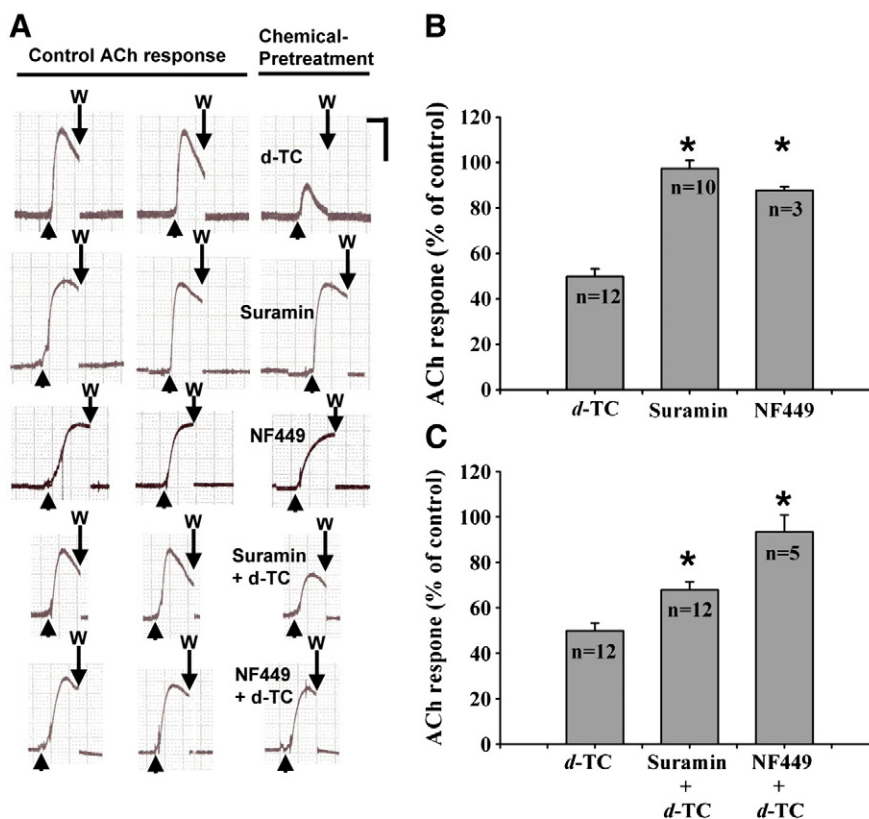 A
Control ACh response
Chemical-
Pretreatment
W W W
d-TC
W W W
Suramin
W W W
NF449
W W W
Suramin
+ d-TC
W W W
NF449
+ d-TC
B
ACh respone (% of control)
120
100
80
60
40
20
0
*
*
n=12
n=10
n=3
d-TC Suramin NF449
C
ACh respone (% of control)
120
100
80
60
40
20
0
*
*
n=12
n=12
n=5
d-TC Suramin NF449
+ +
d-TC d-TC